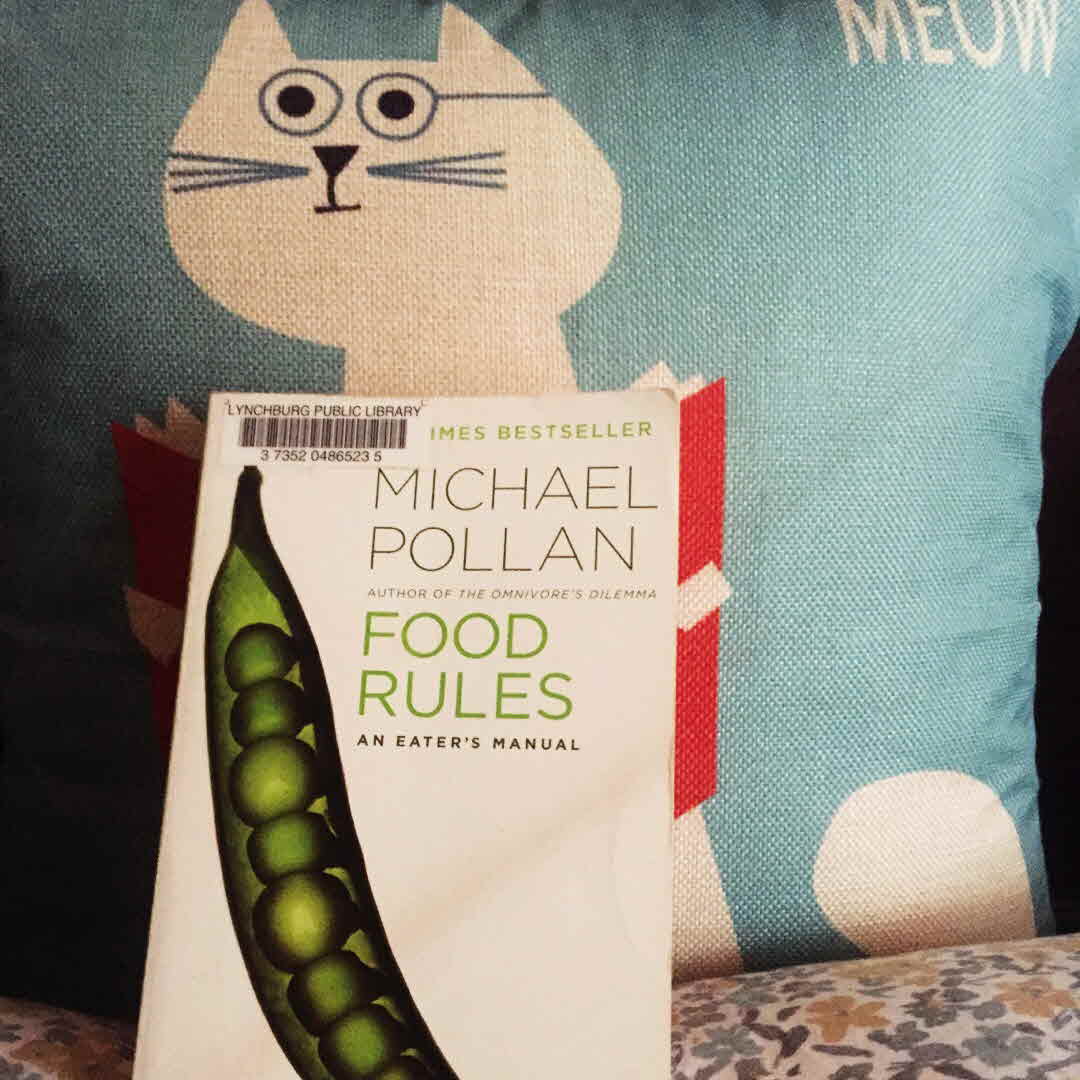 MEOW
LYNCHBURG PUBLIC LIBRARY
3 7352 0486523 5
IMES BESTSELLER
MICHAEL
POLLAN
AUTHOR OF THE OMNIVORE'S DILEMMA
FOOD
RULES
AN EATER'S MANUAL